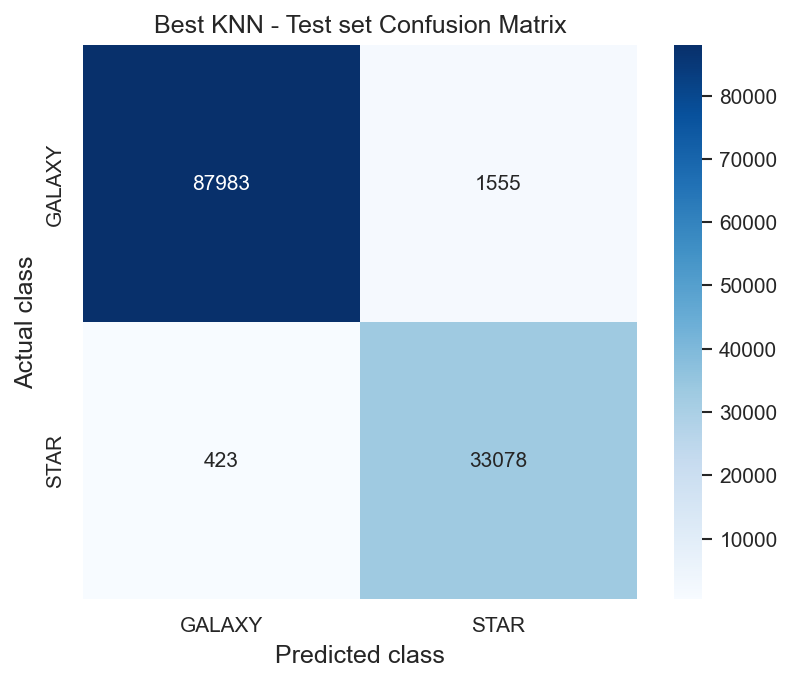 Best KNN - Test set Confusion Matrix
Actual class
GALAXY
STAR
87983
1555
423
33078
GALAXY
STAR
Predicted class
80000
70000
60000
50000
40000
30000
20000
10000